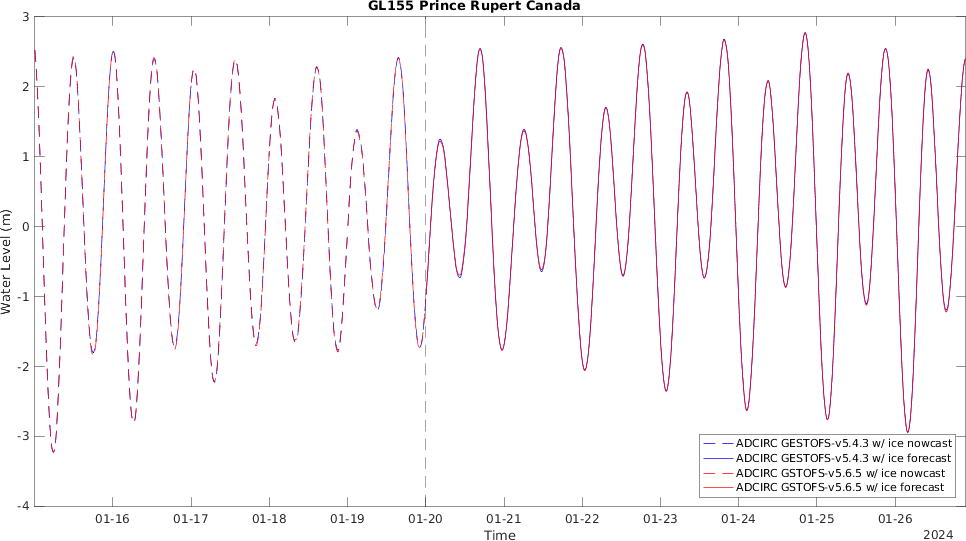 GL155 Prince Rupert Canada
3
2
1
0
-1
-2
-3
-4
Water Level (m)
ADCIRC GESTOFS-v5.4.3 w/ ice nowcast
ADCIRC GESTOFS-v5.4.3 w/ ice forecast
ADCIRC GSTOFS-v5.6.5 w/ ice nowcast
ADCIRC GSTOFS-v5.6.5 w/ ice forecast
01-16 01-17 01-18 01-19 01-20 01-21 01-22 01-23 01-24 01-25 01-26
Time
2024